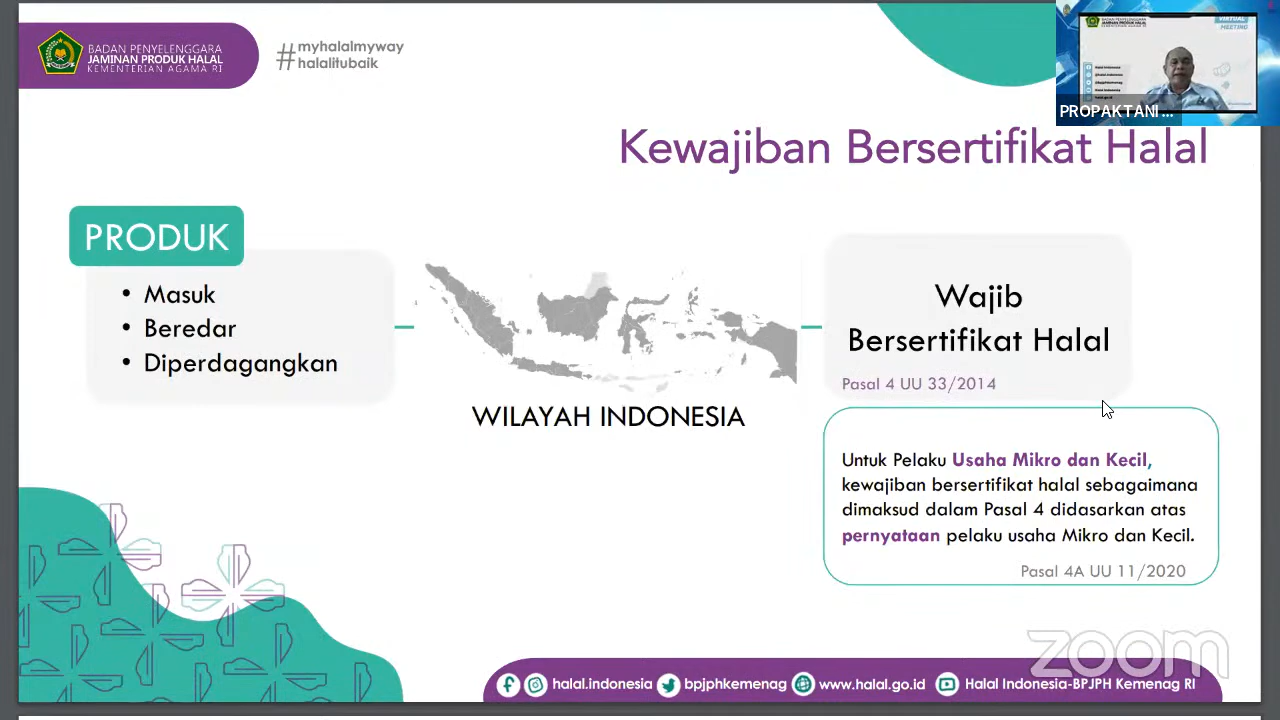 BADAN PENYELENGGARA
JAMINAN PRODUK HALAL
KEMENTERIAN AGAMA RI
#myhalalmyway
halalitubaik
VIRTUAL
MEETING
PROPAKTANI ...
Kewajiban Bersertifikat Halal
PRODUK
• Masuk
• Beredar
• Diperdagangkan
WILAYAH INDONESIA
Wajib
Bersertifikat Halal
Pasal 4 UU 33/2014
Untuk Pelaku Usaha Mikro dan Kecil,
kewajiban bersertifikat halal sebagaimana
dimaksud dalam Pasal 4 didasarkan atas
pernyataan pelaku usaha Mikro dan Kecil.
Pasal 4A UU 11/2020
zoom
halal.indonesia bpjphkemenag www.halal.go.id Halal Indonesia-BPJPH Kemenag RI